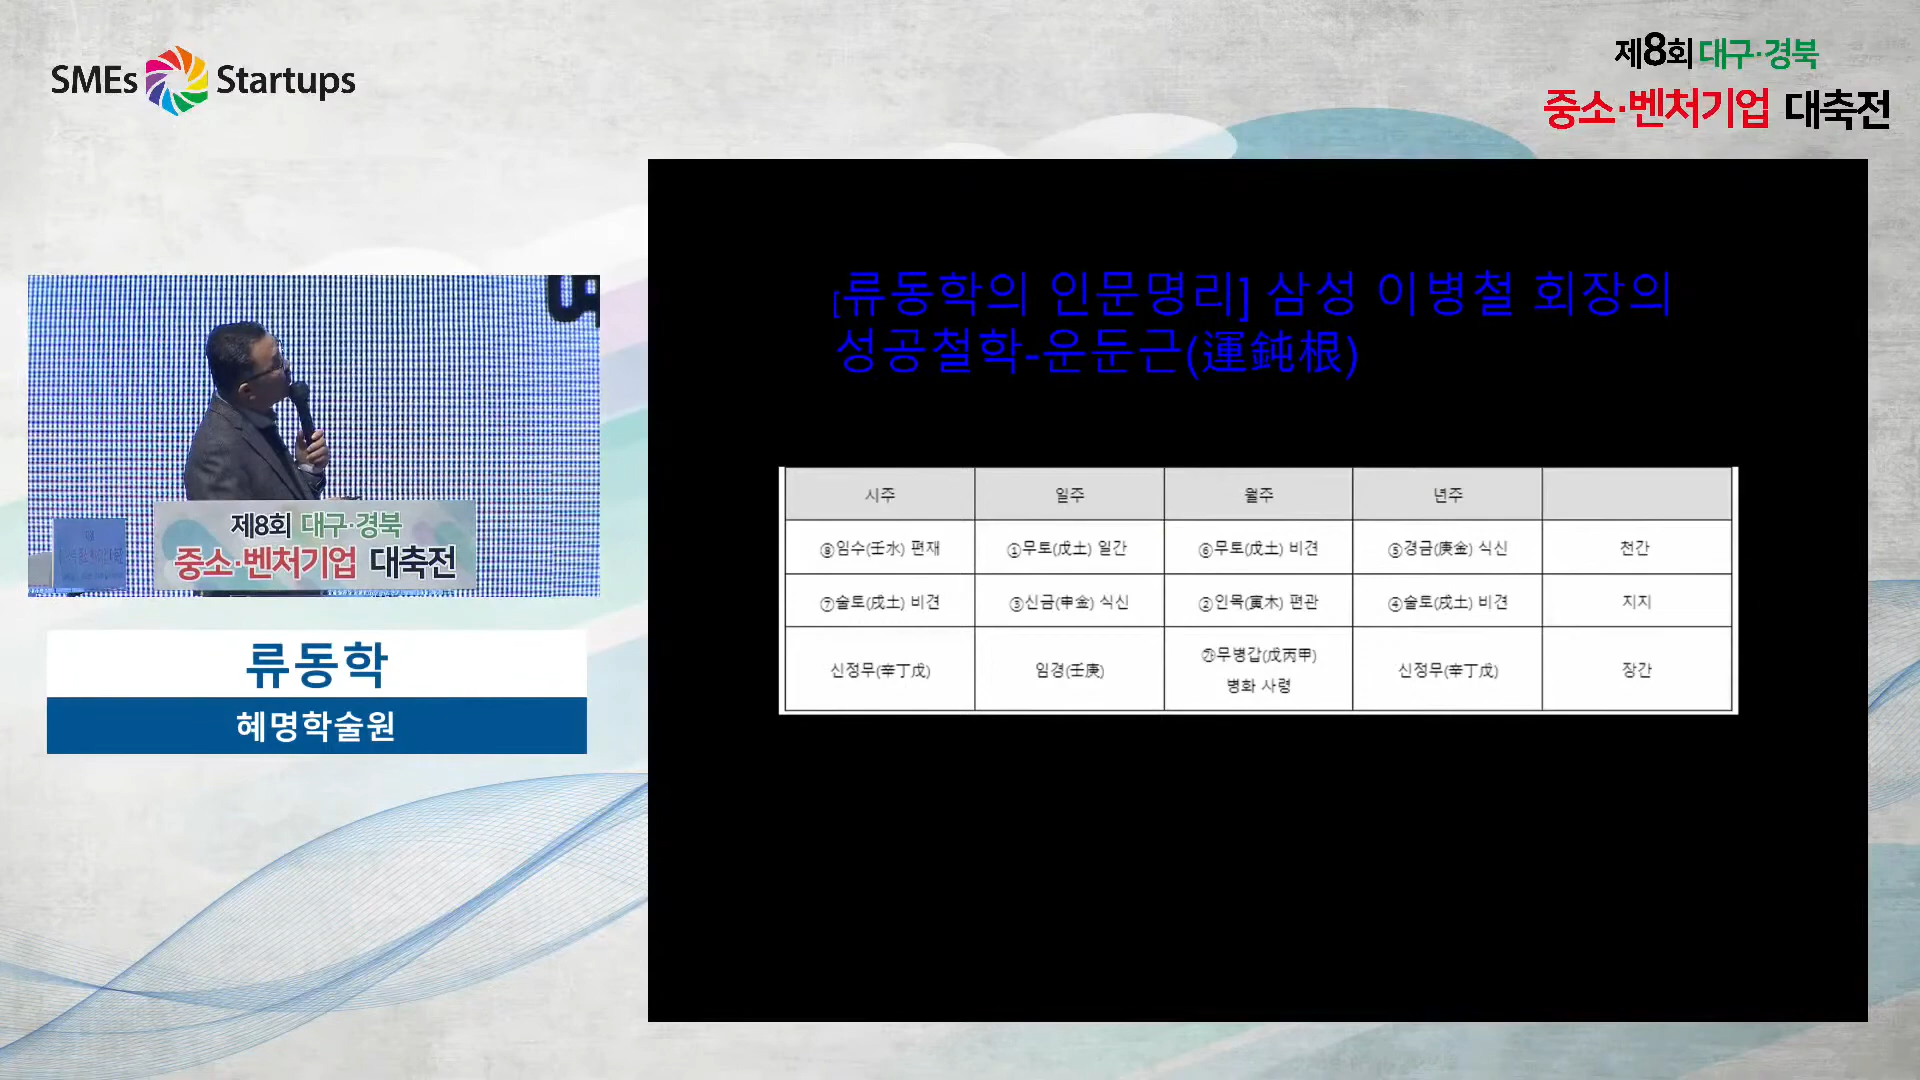 SMEs Startups
제8회 대구·경북
중소·벤처기업 대축전
제8회 대구·경북
중소·벤처기업 대축전
류동학
혜명학술원
[류동학의 인문명리] 삼성 이병철 회장의
성공철학-운둔근(運鈍根)
시주 일주 월주 년주
⑧임수(壬水) 편재 ①무토(戊土) 일간 ⑥무토(戊土) 비견 ⑤경금(庚金) 식신 천간
⑦술토(戌土) 비견 ③신금(申金) 식신 ②인목(寅木) 편관 ④술토(戌土) 비견 지지
신정무(辛丁戊) 임경(壬庚) 무병갑(戊丙甲) 신정무(辛丁戊) 장간
병화 사령